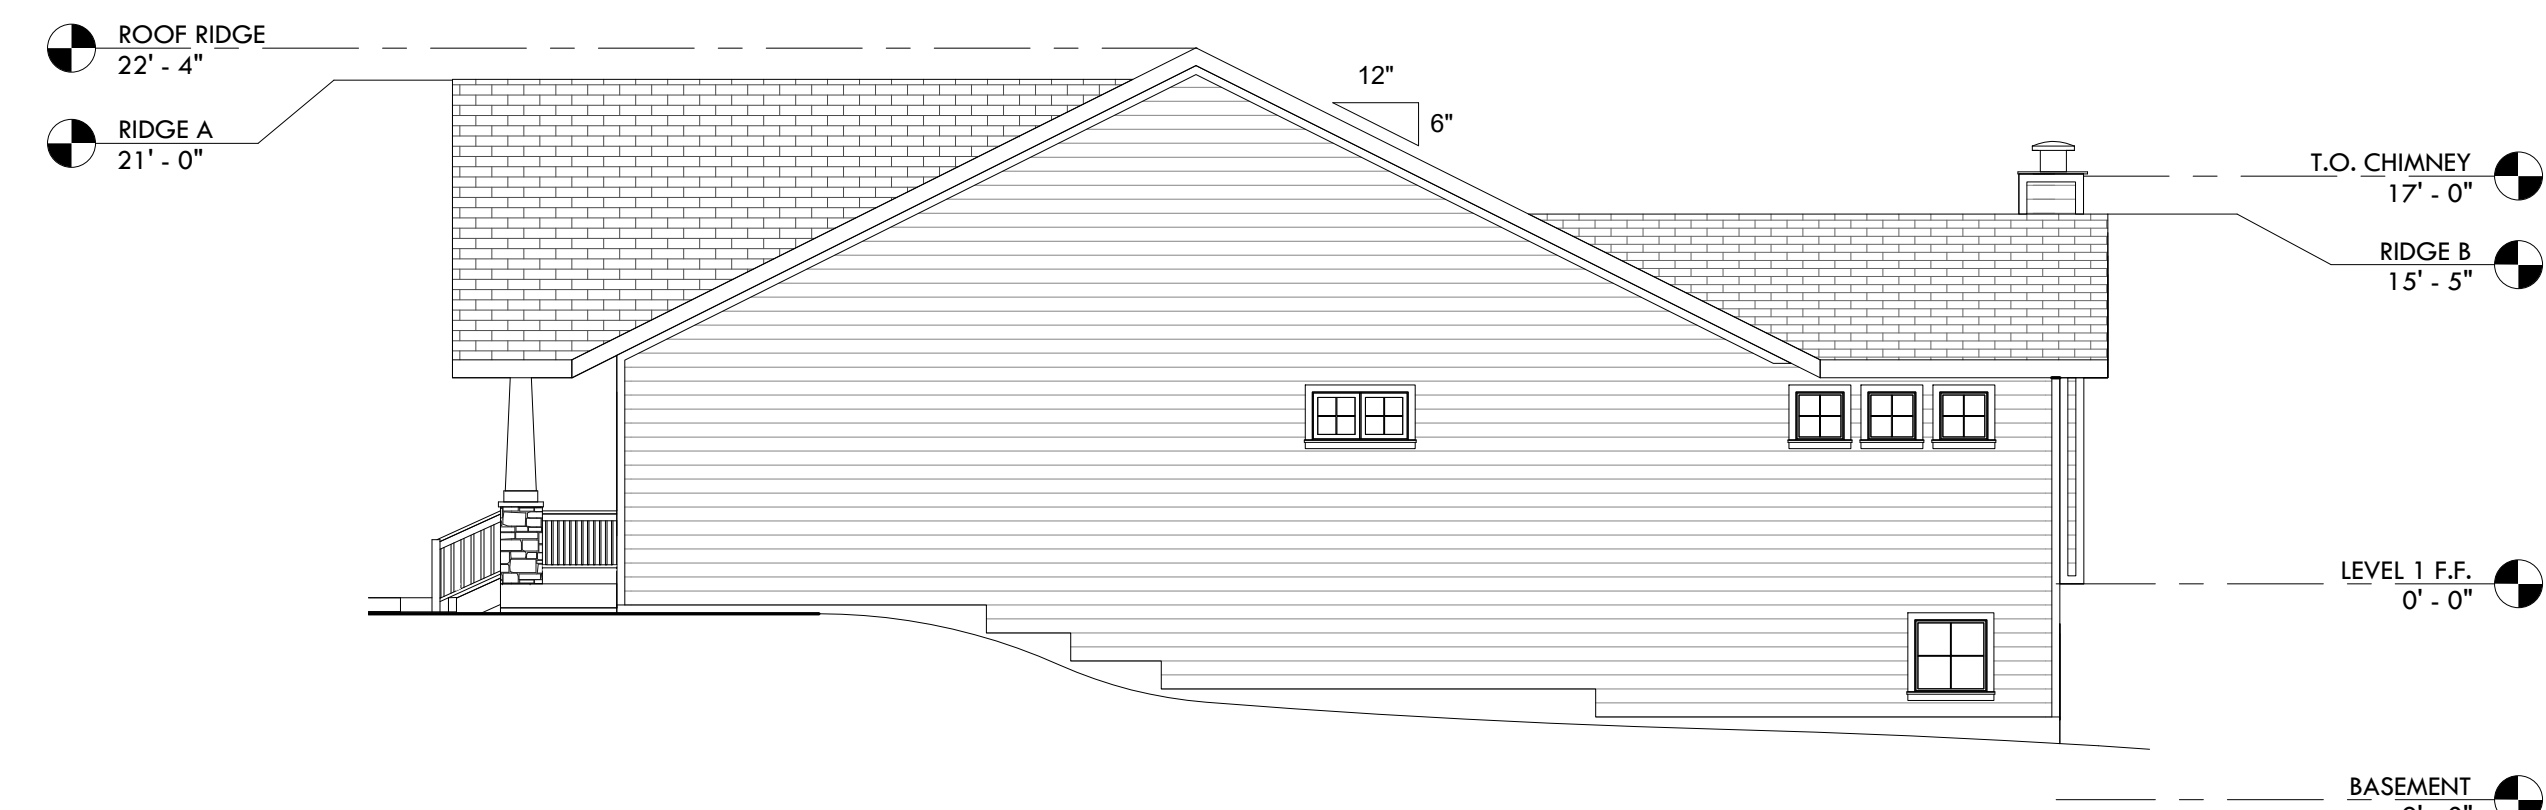 ROOF RIDGE
22' - 4"
RIDGE A
21' - 0"
12"
6"
T.O. CHIMNEY
17' - 0"
RIDGE B
15' - 5"
LEVEL 1 F.F.
0' - 0"
BASEMENT